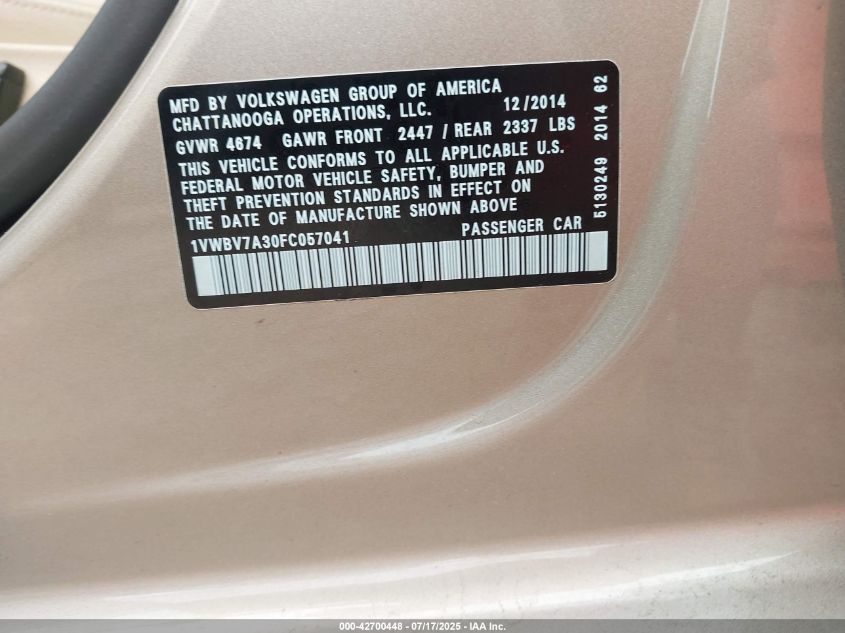 MFD BY VOLKSWAGEN GROUP OF AMERICA
CHATTANOOGA OPERATIONS, LLC. 12/2014
GVWR 4674 GAWR FRONT 2447 / REAR 2337 LBS
THIS VEHICLE CONFORMS TO ALL APPLICABLE U.S.
FEDERAL MOTOR VEHICLE SAFETY, BUMPER AND
THEFT PREVENTION STANDARDS IN EFFECT ON
THE DATE OF MANUFACTURE SHOWN ABOVE
1VWBV7A30FC057041 PASSENGER CAR
5130249 2014 62
000-42700448 - 07/17/2025 - IAA Inc.